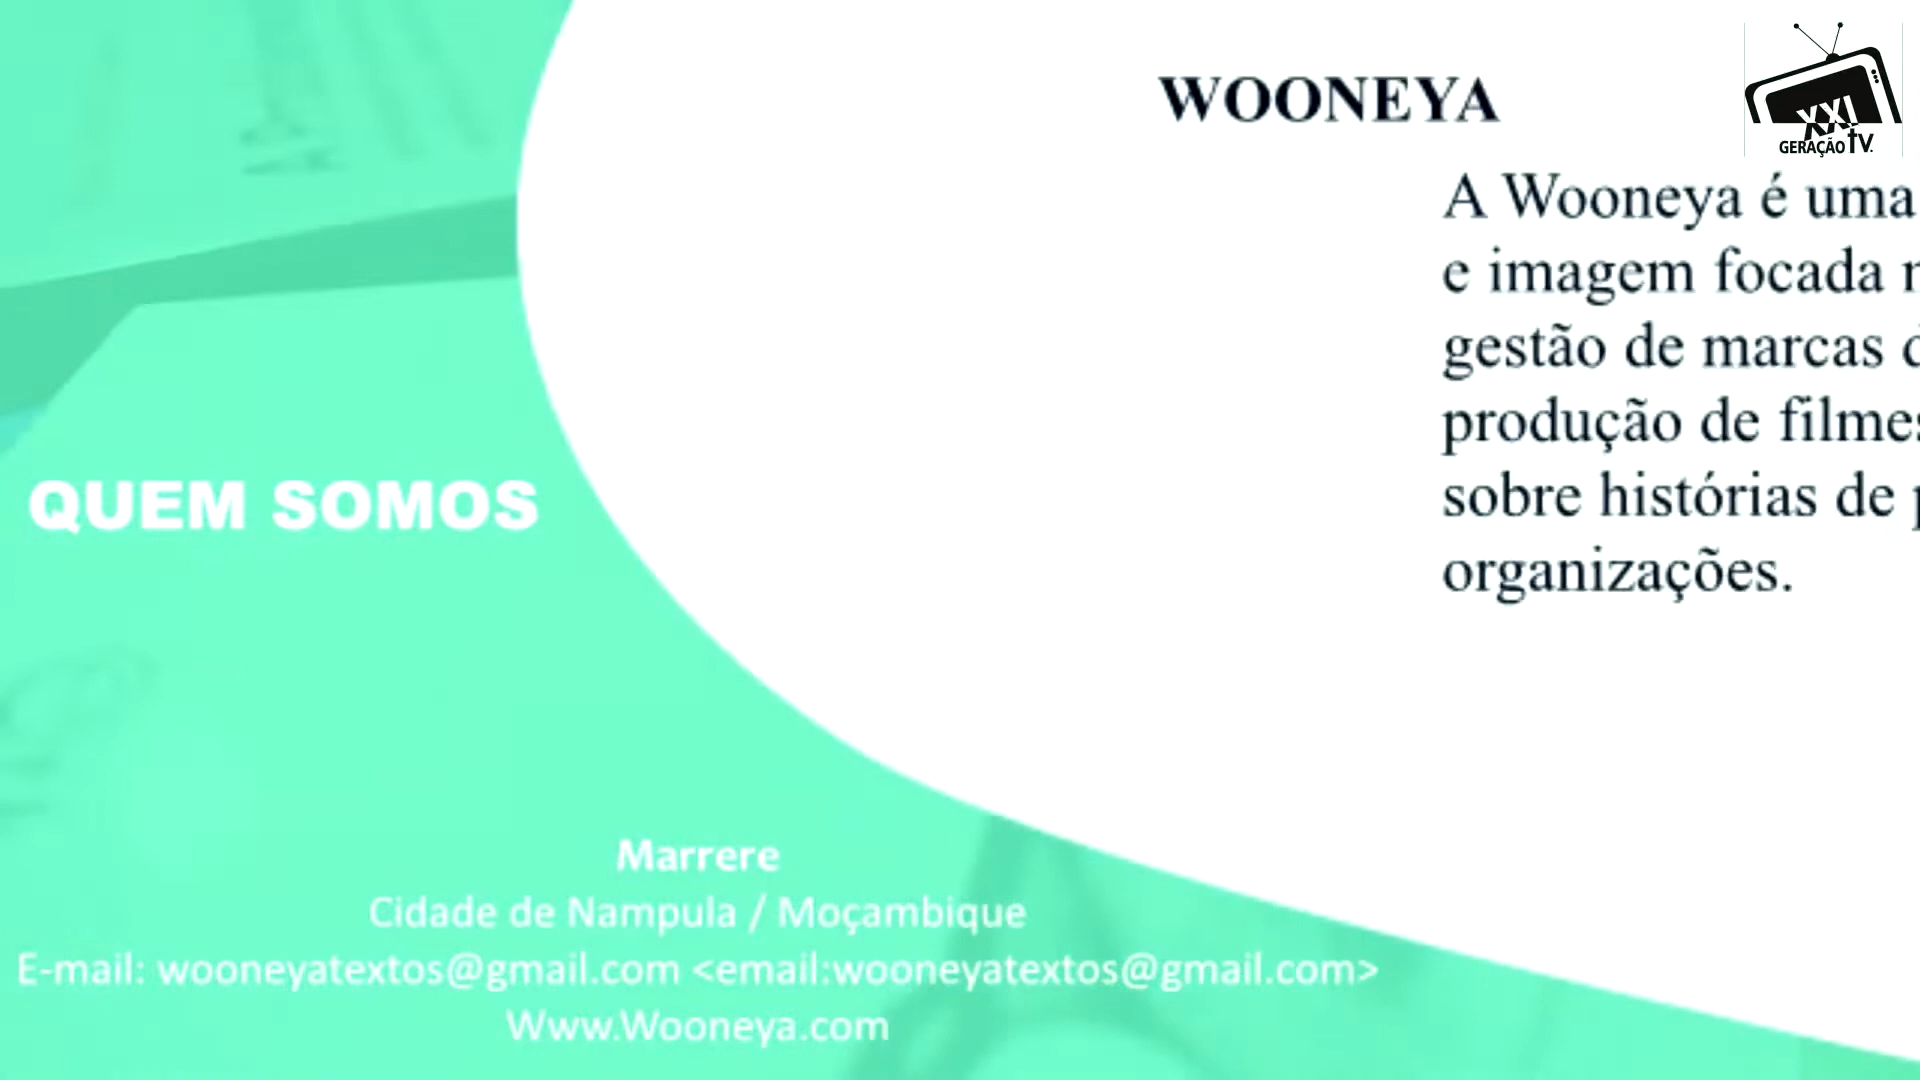 WOONEYA
XXI
GERAÇÃO TV.
A Wooneya é uma
e imagem focada
gestão de marcas
produção de filmes
sobre histórias de
organizações.
QUEM SOMOS
Marrere
Cidade de Nampula / Moçambique
E-mail: wooneyatextos@gmail.com <email:wooneyatextos@gmail.com>
Www.Wooneya.com